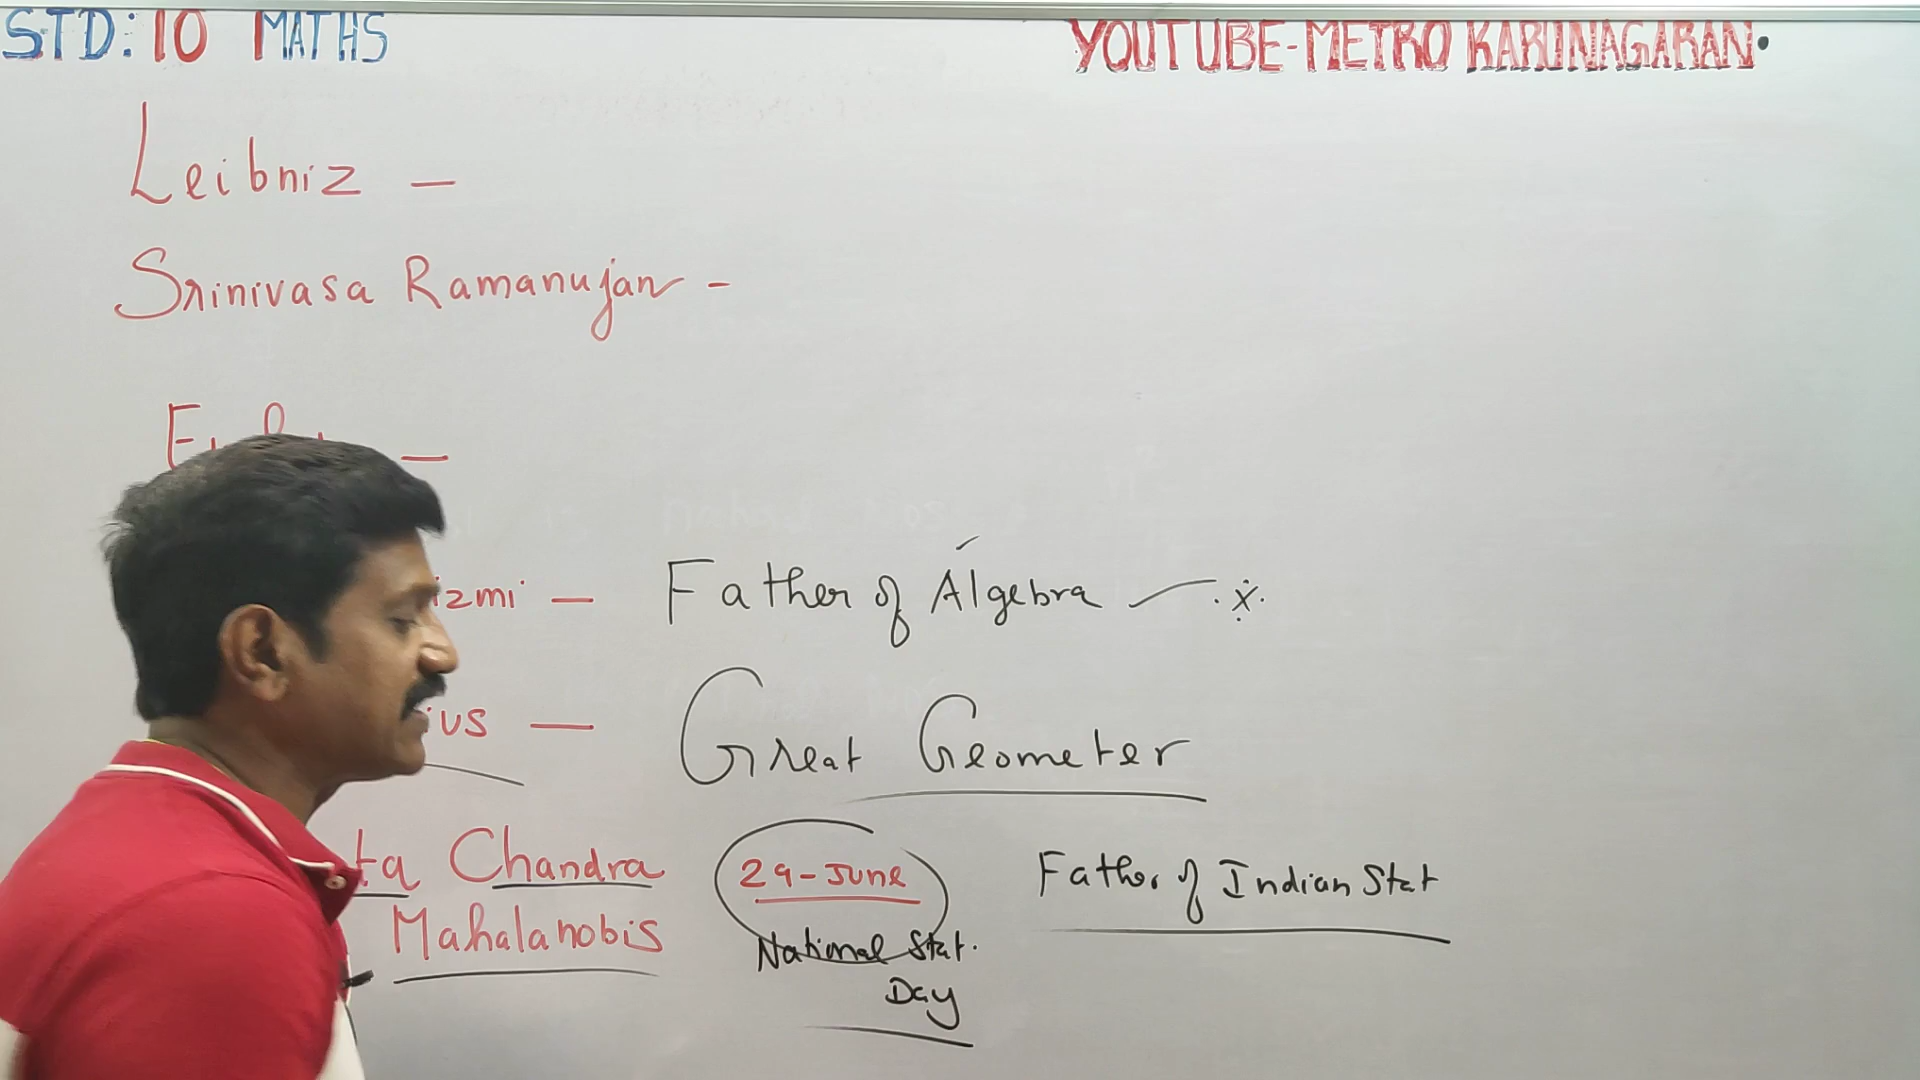 STD: 10 MATHS
YOUTUBE-METRO KARUNAGARAN.
Leibniz –
Srinivasa Ramanujan -
–
izmi – Father of Algebra
ius – Great Geometer
ta Chandra 29-June Father of Indian Stat
Mahalanobis National Stat.
Day